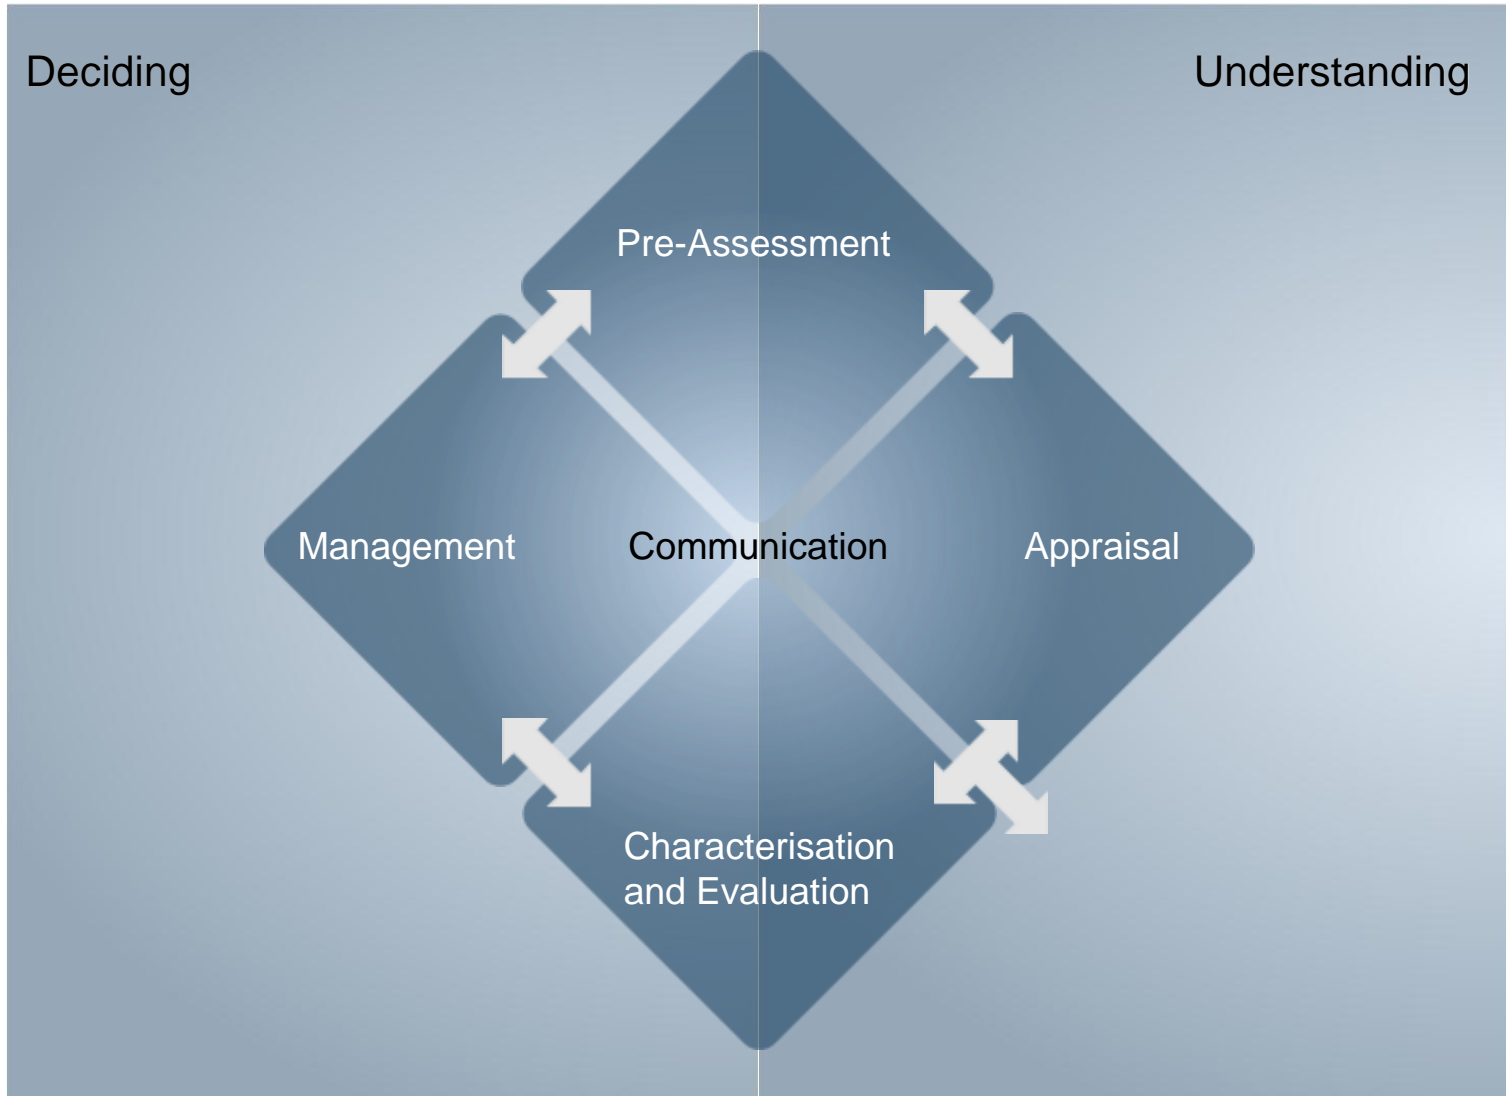 Deciding
Understanding
Pre-Assessment
Management
Communication
Appraisal
Characterisation
and Evaluation